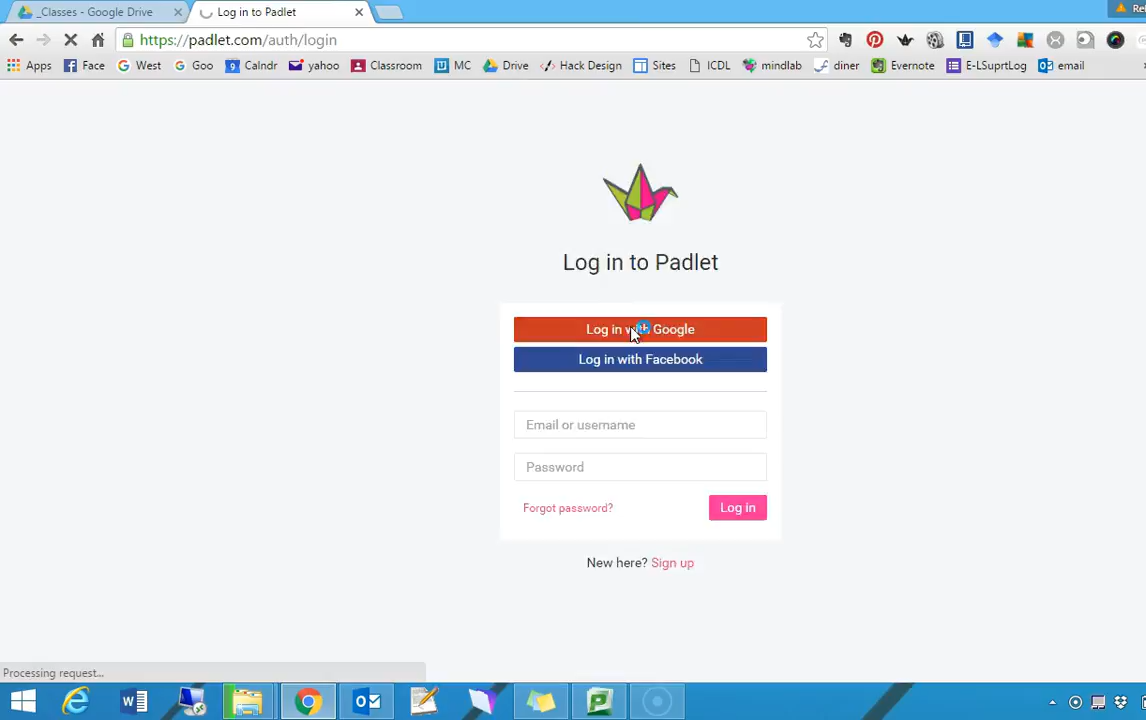 _Classes - Google Drive
Log in to Padlet
Rel
https://padlet.com/auth/login
Apps Face West Goo Calndr yahoo Classroom MC Drive Hack Design Sites ICDL mindlab diner Evernote E-LSuprtLog email
Log in to Padlet
Log in with Google
Log in with Facebook
Email or username
Password
Forgot password?
Log in
New here? Sign up
Processing request...